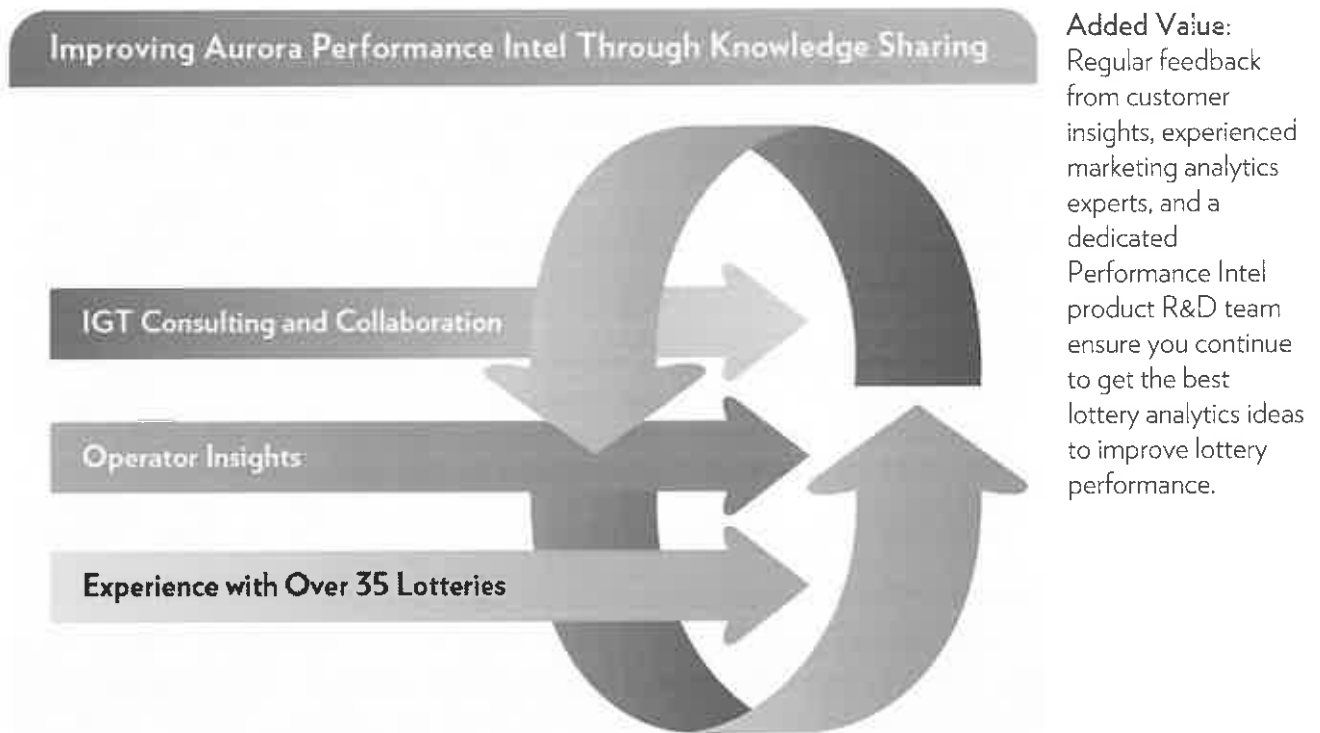 Improving Aurora Performance Intel Through Knowledge Sharing
IGT Consulting and Collaboration
Operator Insights
Experience with Over 35 Lotteries
Added Value:
Regular feedback
from customer
insights, experienced
marketing analytics
experts, and a
dedicated
Performance Intel
product R&D team
ensure you continue
to get the best
lottery analytics ideas
to improve lottery
performance.